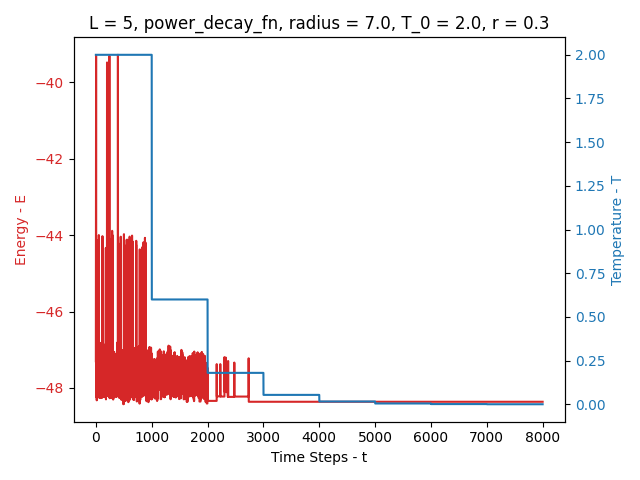 L = 5, power_decay_fn, radius = 7.0, T_0 = 2.0, r = 0.3
Energy - E
−40
−42
−44
−46
−48
2.00
1.75
1.50
1.25
1.00
0.75
0.50
0.25
0.00
Temperature - T
0 1000 2000 3000 4000 5000 6000 7000 8000
Time Steps - t